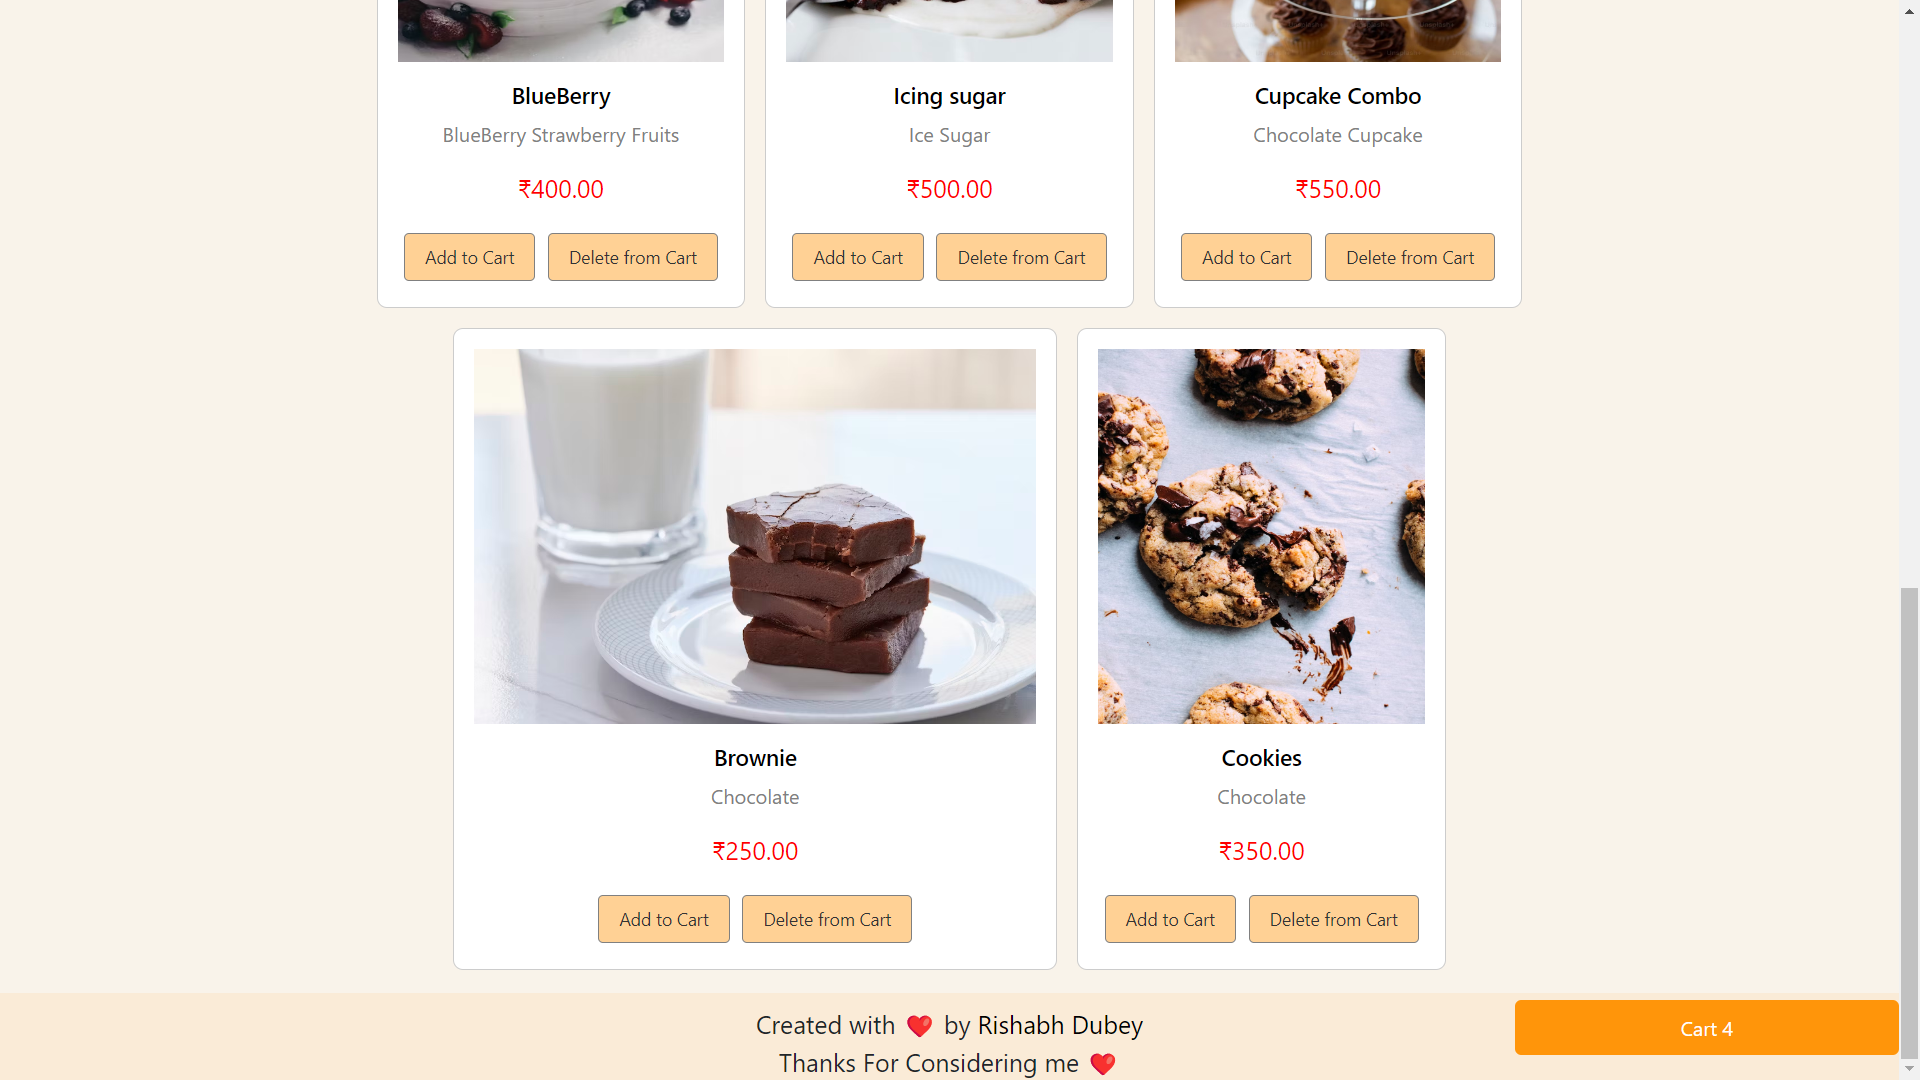 BlueBerry
BlueBerry Strawberry Fruits
₹400.00
Add to Cart
Delete from Cart
Icing sugar
Ice Sugar
₹500.00
Add to Cart
Delete from Cart
Cupcake Combo
Chocolate Cupcake
₹550.00
Add to Cart
Delete from Cart
Brownie
Chocolate
₹250.00
Add to Cart
Delete from Cart
Cookies
Chocolate
₹350.00
Add to Cart
Delete from Cart
Created with ❤️ by Rishabh Dubey
Thanks For Considering me ❤️
Cart 4